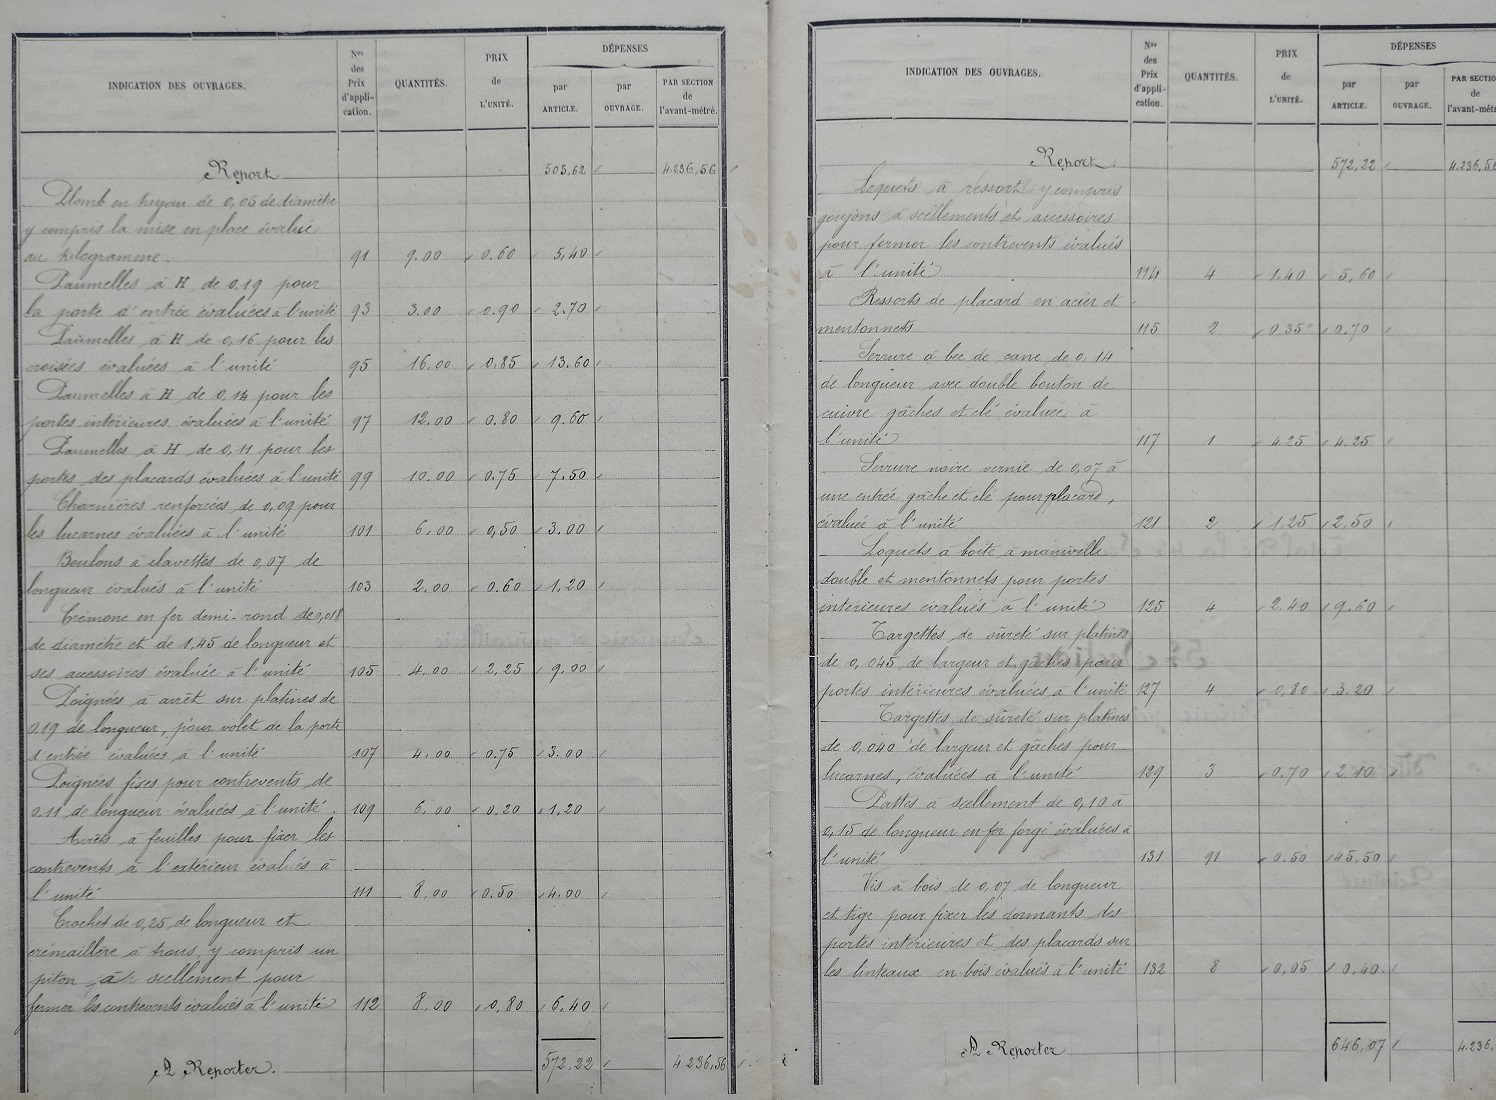 INDICATION DES OUVRAGES.
Nos des Prix d'application.
QUANTITÉS.
PRIX de L'UNITÉ.
DÉPENSES
par ARTICLE.
par OUVRAGE.
PAR SECTION de l'avant-métré.
Report 505,62 4.236,56
Plomb en tuyau de 0,05 de diamètre
y compris la mise en place évalué
au kilogramme. 91 9.00 0.60 5,40
Paumelles à H de 0,19 pour
la porte d'entrée évaluées à l'unité 93 3.00 0.90 2.70
Paumelles à H de 0,16 pour les
croisées évaluées à l'unité 95 16.00 0.85 13.60
Paumelles à H de 0,14 pour les
portes intérieures évaluées à l'unité 97 12.00 0.80 9.60
Paumelles à H de 0,11 pour les
portes des placards évaluées à l'unité 99 10.00 0.75 7.50
Charnières renforcées de 0,09 pour
les lucarnes évaluées à l'unité 101 6.00 0,50 3.00
Boulons à clavettes de 0,07 de
longueur évalués à l'unité 103 2.00 0.60 1.20
Crémone en fer demi-rond de 0,018
de diamètre et de 1,45 de longueur et
ses accessoires évaluée à l'unité 105 4.00 2.25 9.00
Poignées à arrêt sur platines de
0.19 de longueur, pour volet de la porte
d'entrée évaluées à l'unité 107 4.00 0.75 3.00
Poignées fixes pour contrevents de
0.11 de longueur évaluées à l'unité. 109 6.00 0.20 1.20
Arrêts à feuilles pour fixer les
contrevents à l'extérieur évalués à
l'unité 111 8.00 0.50 4.00
Crochet de 0,25 de longueur et
crémaillère à trous, y compris un
piton à scellement pour
fermer les contrevents évalués à l'unité 112 8.00 0,80 6.40
A Reporter. 572,22 4.236,56
INDICATION DES OUVRAGES.
Nos des Prix d'application.
QUANTITÉS.
PRIX de L'UNITÉ.
DÉPENSES
par ARTICLE.
par OUVRAGE.
PAR SECTION de l'avant-métré.
Report 572,22 4.236,56
Loquets à ressort y compris
goujons à scellements et accessoires
pour fermer les contrevents évalués
à l'unité 114 4 1.40 5,60
Ressorts de placard en acier et
mentonnets 115 2 0.35 0.70
Serrure à bec de cane de 0.14
de longueur avec double bouton de
cuivre gâches et clé évaluée à
l'unité 117 1 4.25 4.25
Serrure noire vernie de 0,07 à
une entrée gâche et clé pour placard,
évaluée à l'unité 121 2 1.25 2.50
Loquets à boîte à manivelle
double et mentonnets pour portes
intérieures évalués à l'unité 125 4 2.40 9.60
Targettes de sûreté sur platines
de 0,045 de largeur et gâches pour
portes intérieures évaluées à l'unité 127 4 0,80 3.20
Targettes de sûreté sur platines
de 0,040 de largeur et gâches pour
lucarnes, évaluées à l'unité 129 3 0.70 2.10
Pattes à scellement de 0,10 à
0,15 de longueur en fer forgé évaluées à
l'unité 131 91 0.50 45,50
Vis à bois de 0,07 de longueur
et tige pour fixer les dormants des
portes intérieures et des placards sur
les linteaux en bois évalués à l'unité 132 8 0,05 0.40
A Reporter 646,07 4.236,